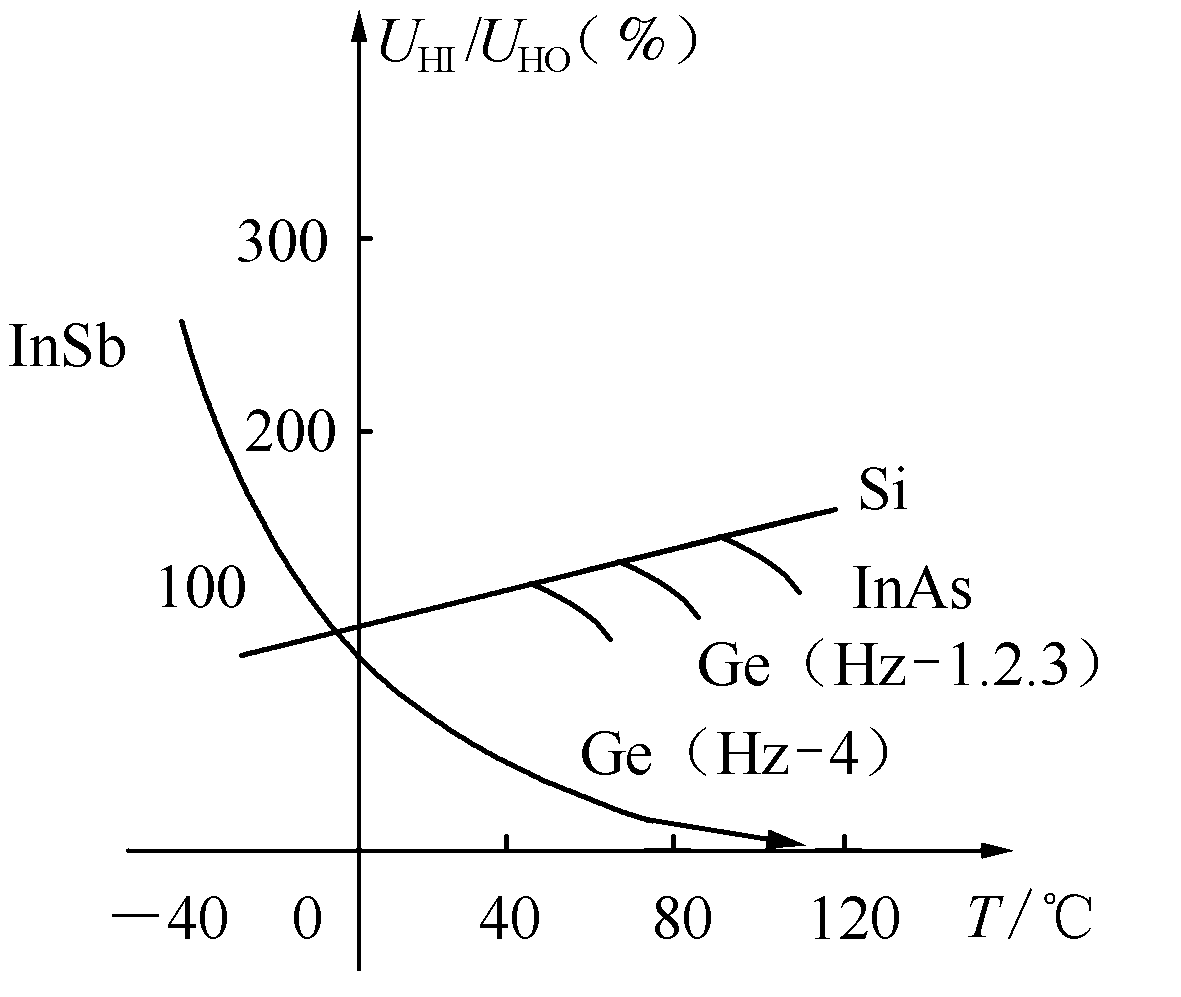 U_HI/U_HO（%）
300
InSb
200
Si
100
InAs
Ge（Hz-1.2.3）
Ge（Hz-4）
－40 0 40 80 120 T/℃